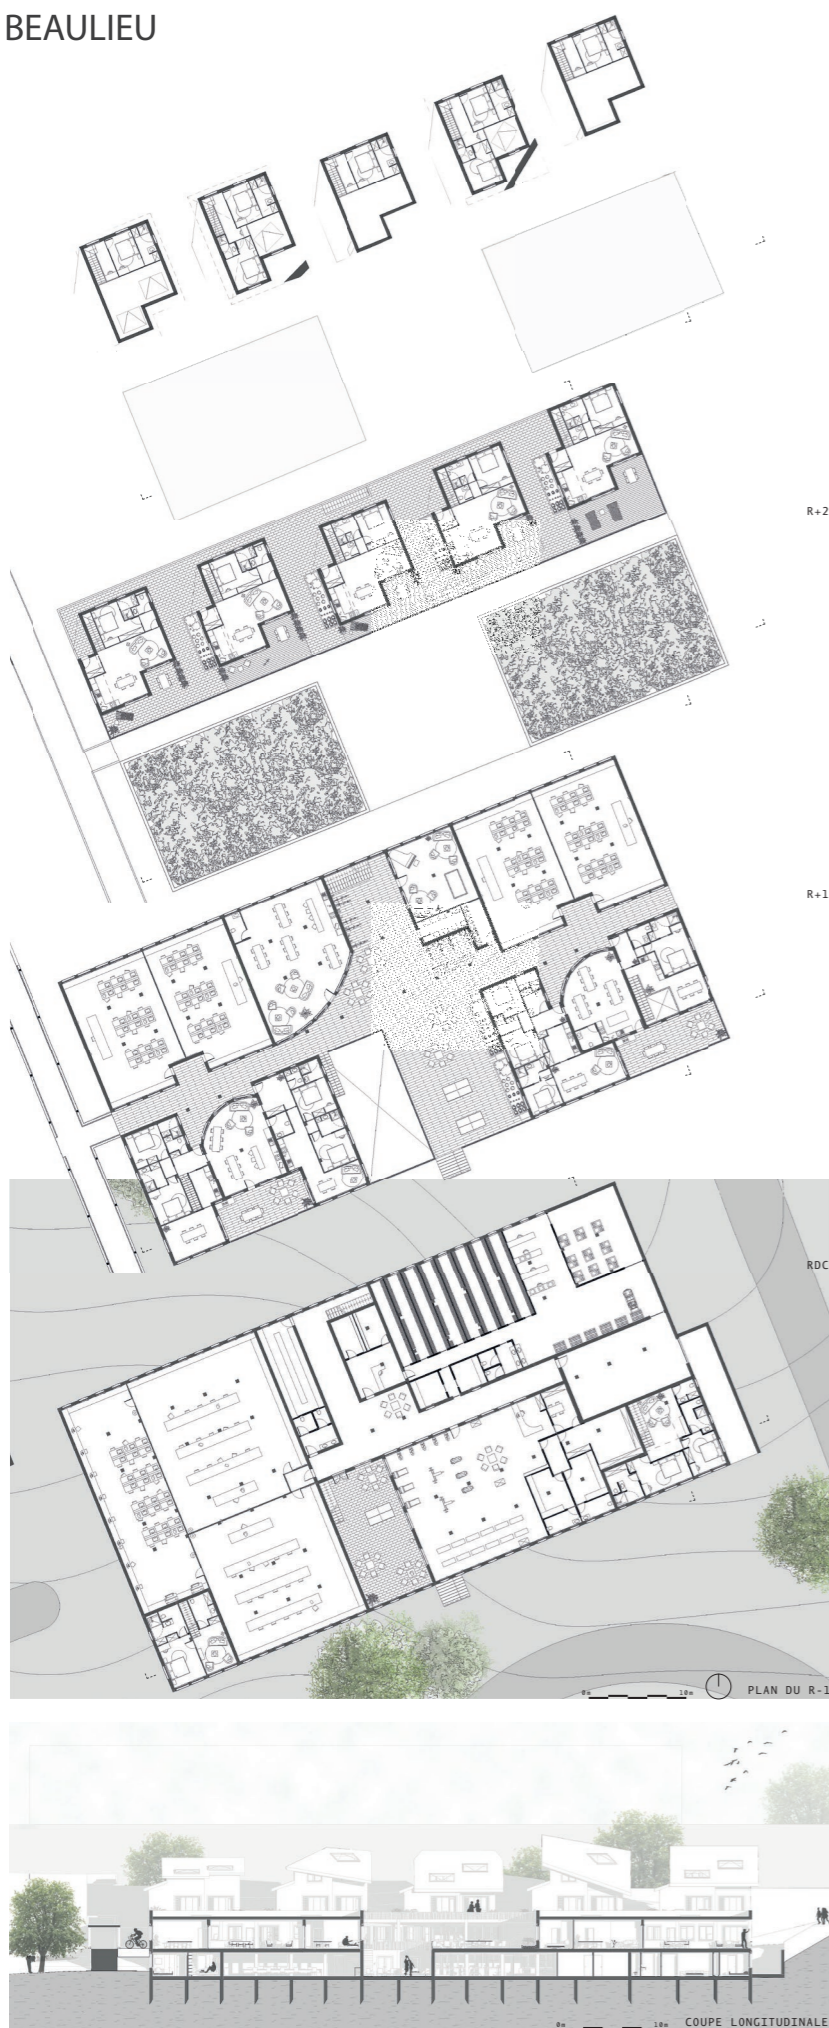 BEAULIEU
R+2
R+1
RDC
0m 10m PLAN DU R-1
0m 10m COUPE LONGITUDINALE